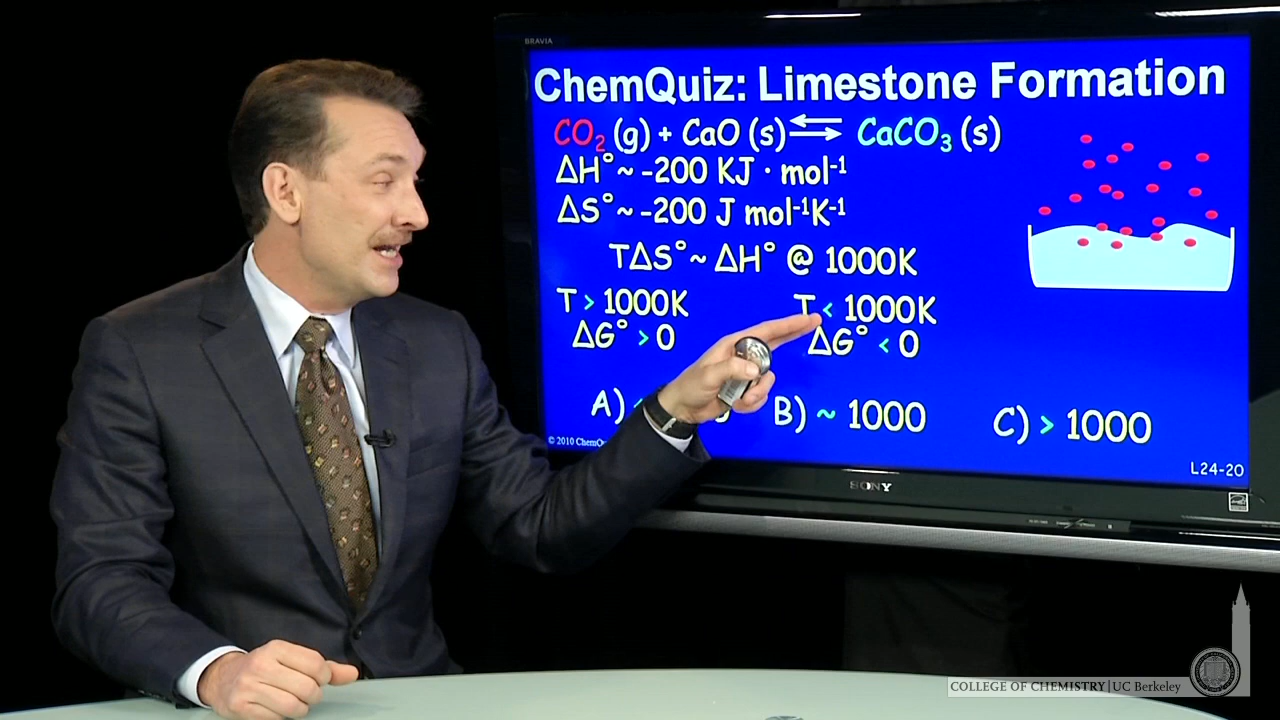 BRAVIA
ChemQuiz: Limestone Formation
CO₂ (g) + CaO (s) ⇌ CaCO₃ (s)
ΔH° ~ -200 KJ · mol⁻¹
ΔS° ~ -200 J mol⁻¹K⁻¹
TΔS° ~ ΔH° @ 1000K
T > 1000K T < 1000K
ΔG° > 0 ΔG° < 0
A) B) ~ 1000 C) > 1000
© 2010
L24-20
SONY
COLLEGE OF CHEMISTRY | UC Berkeley